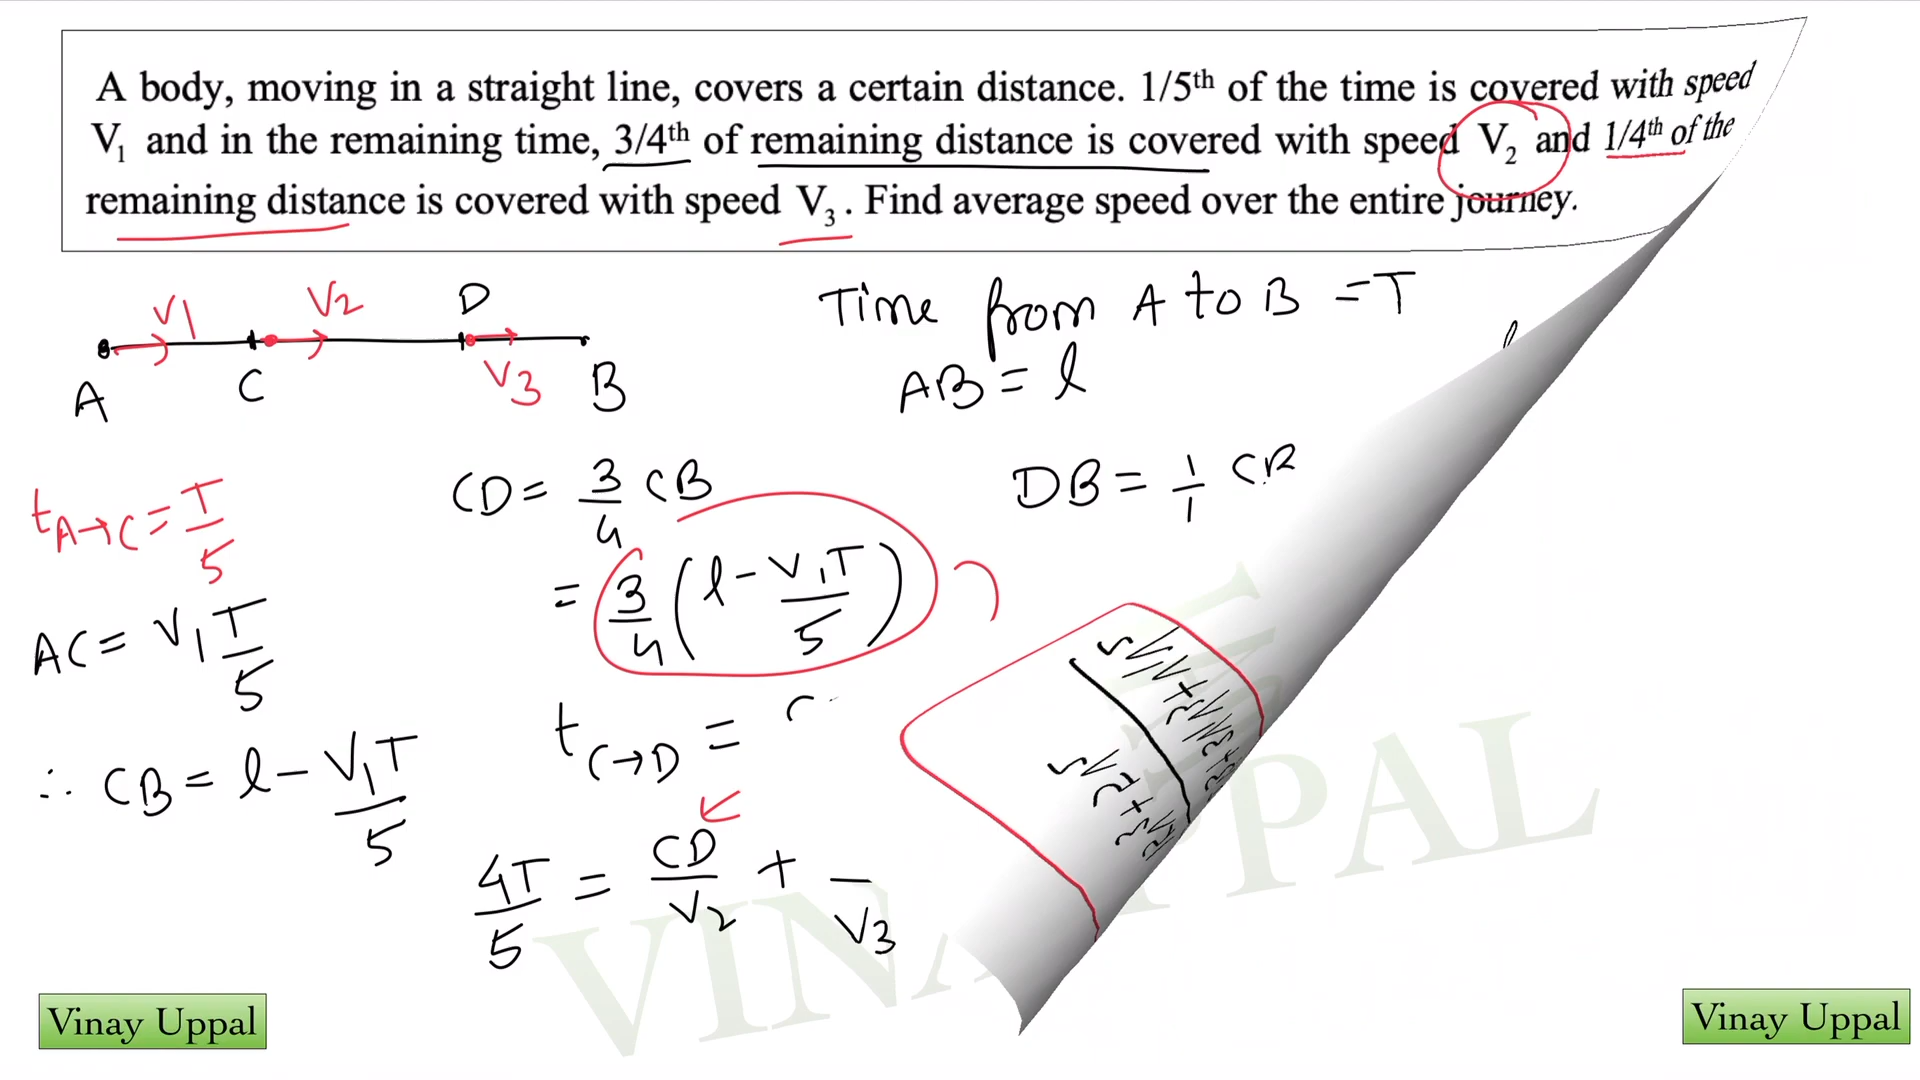 A body, moving in a straight line, covers a certain distance. 1/5th of the time is covered with speed
V₁ and in the remaining time, 3/4th of remaining distance is covered with speed V₂ and 1/4th of the
remaining distance is covered with speed V₃. Find average speed over the entire journey.
V1 V2 D
A C V3 B
Time from A to B = T
AB = l
t A→C = T/5
AC = V₁T/5
∴ CB = l - V₁T/5
CD = 3/4 CB
= 3/4 (l - V₁T/5)
t C→D =
4T/5 = CD/V₂ + /V₃
DB = 1/1 CB
VINAY UPPAL
Vinay Uppal
Vinay Uppal